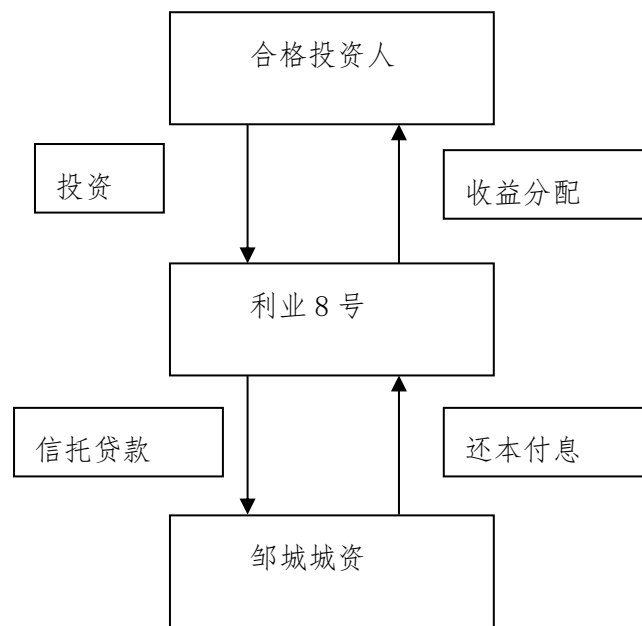 合格投资人
投资
收益分配
利业 8 号
信托贷款
还本付息
邹城城资